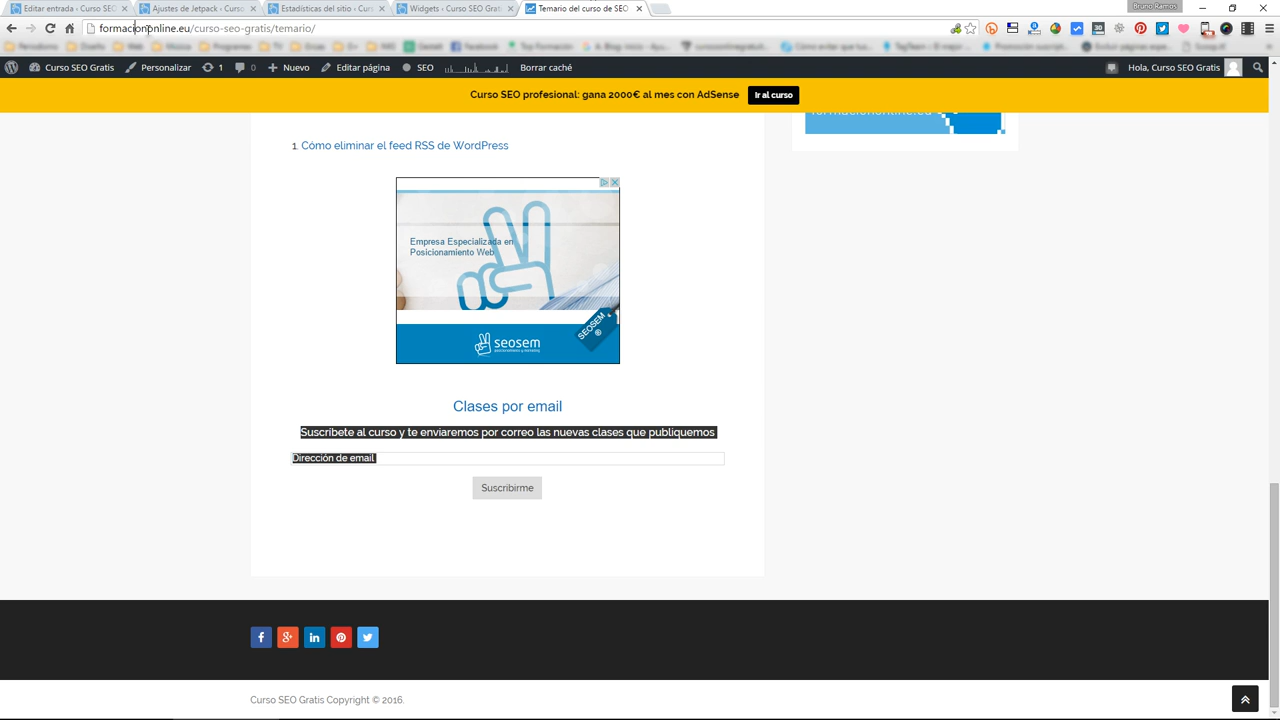 Bruno Ramos
Editar entrada ‹ Curso SEO
Ajustes de Jetpack ‹ Curso
Estadísticas del sitio ‹ Curs
Widgets ‹ Curso SEO Grati
Temario del curso de SEO
formaciononline.eu/curso-seo-gratis/temario/
Curso SEO Gratis
Personalizar
1
0
Nuevo
Editar página
SEO
Borrar caché
Hola, Curso SEO Gratis
Curso SEO profesional: gana 2000€ al mes con AdSense
Ir al curso
formaciononline.eu
1. Cómo eliminar el feed RSS de WordPress
Empresa Especializada en
Posicionamiento Web
SEOSEM
®
seosem
Clases por email
Suscríbete al curso y te enviaremos por correo las nuevas clases que publiquemos
Dirección de email
Suscribirme
Curso SEO Gratis Copyright © 2016.